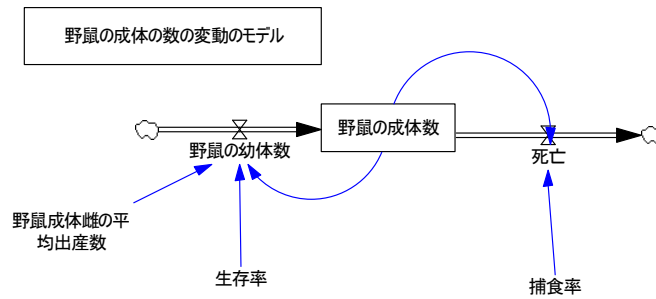 野鼠の成体の数の変動のモデル
野鼠の成体数
野鼠の幼体数
死亡
野鼠成体雌の平
均出産数
生存率
捕食率